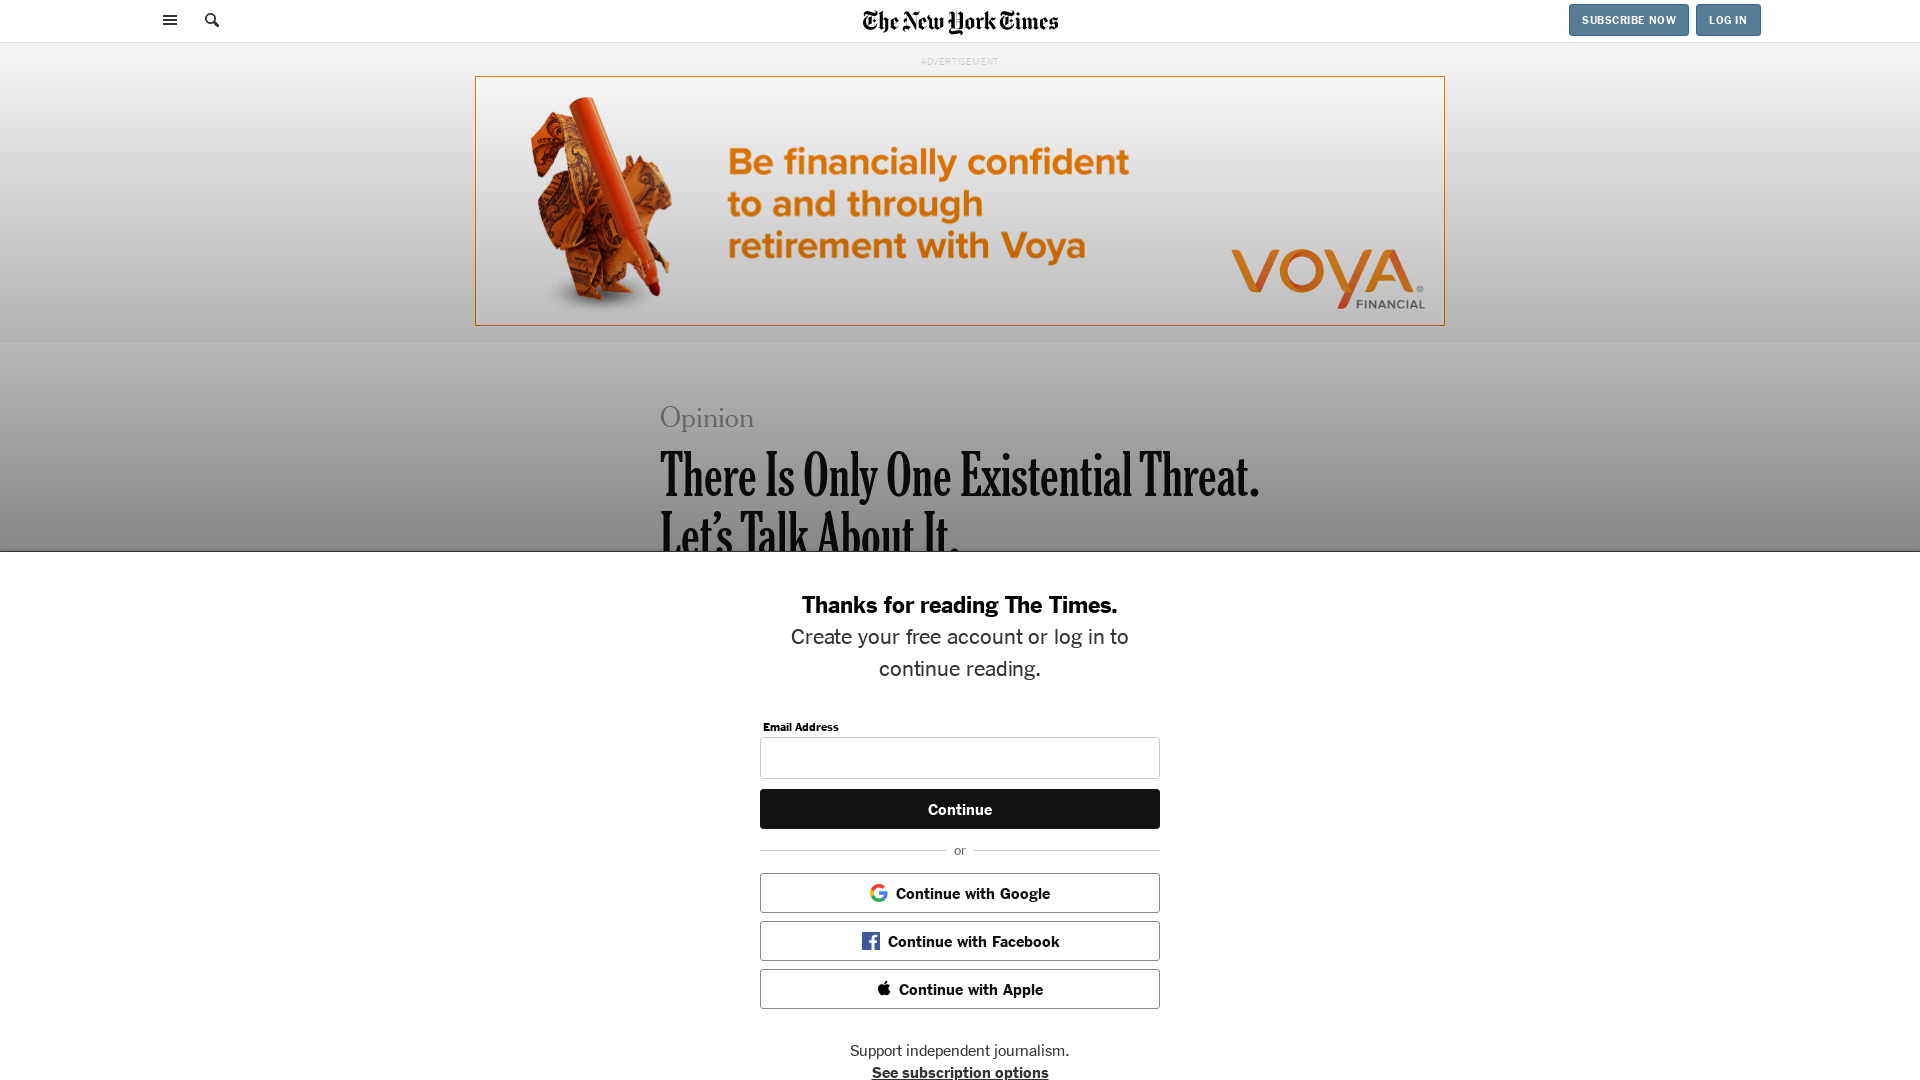 The New York Times
SUBSCRIBE NOW
LOG IN
ADVERTISEMENT
Be financially confident
to and through
retirement with Voya
VOYA®
FINANCIAL
Opinion
There Is Only One Existential Threat.
Let’s Talk About It.
Thanks for reading The Times.
Create your free account or log in to
continue reading.
Email Address
Continue
or
Continue with Google
Continue with Facebook
Continue with Apple
Support independent journalism.
See subscription options